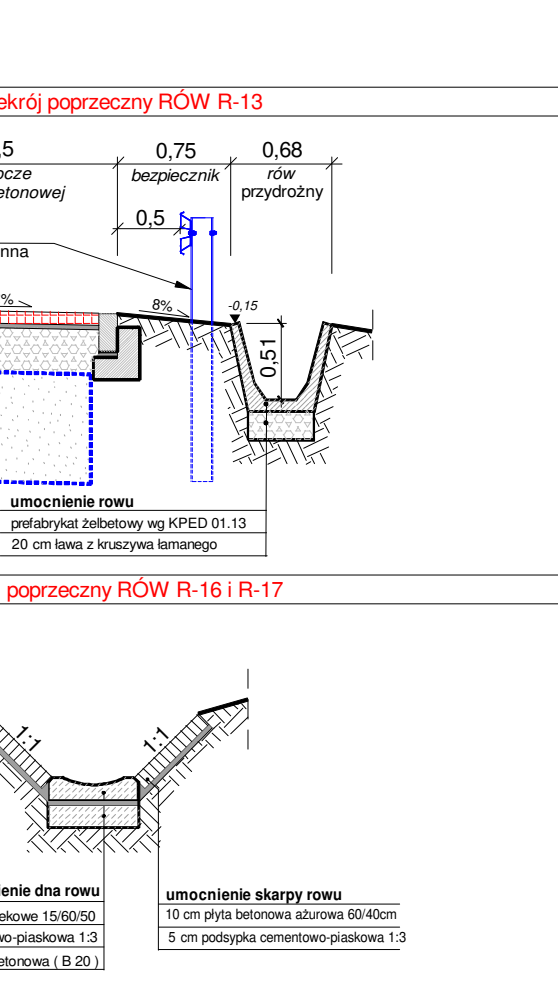 ekrój poprzeczny RÓW R-13
,5 0,75 0,68
ocze bezpiecznik rów
etonowej przydrożny
0,5
nna
% 8% -0,15
0,51
umocnienie rowu
prefabrykat żelbetowy wg KPED 01.13
20 cm ława z kruszywa łamanego
poprzeczny RÓW R-16 i R-17
1:1 1:1
ienie dna rowu
ekowe 15/60/50
wo-piaskowa 1:3
etonowa ( B 20 )
umocnienie skarpy rowu
10 cm płyta betonowa ażurowa 60/40cm
5 cm podsypka cementowo-piaskowa 1:3